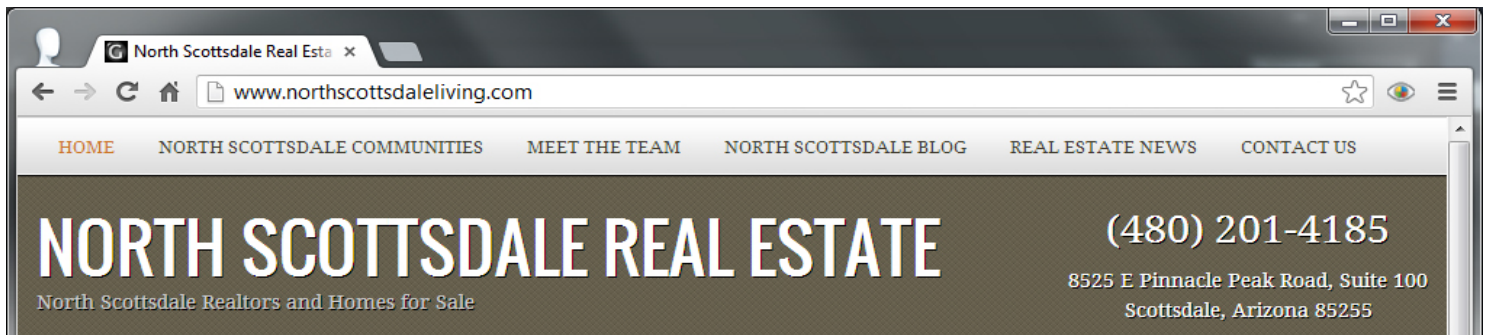 North Scottsdale Real Esta
www.northscottsdaleliving.com
HOME NORTH SCOTTSDALE COMMUNITIES MEET THE TEAM NORTH SCOTTSDALE BLOG REAL ESTATE NEWS CONTACT US
NORTH SCOTTSDALE REAL ESTATE
North Scottsdale Realtors and Homes for Sale
(480) 201-4185
8525 E Pinnacle Peak Road, Suite 100
Scottsdale, Arizona 85255